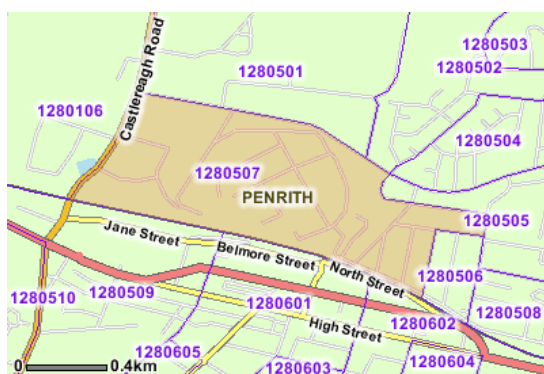 1280503
1280502
1280501
Castlereagh Road
1280106
1280504
1280507
PENRITH
1280505
Jane Street
Belmore Street
North Street
1280506
1280510
1280509
1280601
1280508
High Street
1280602
1280605
1280603
1280604
0 0.4km